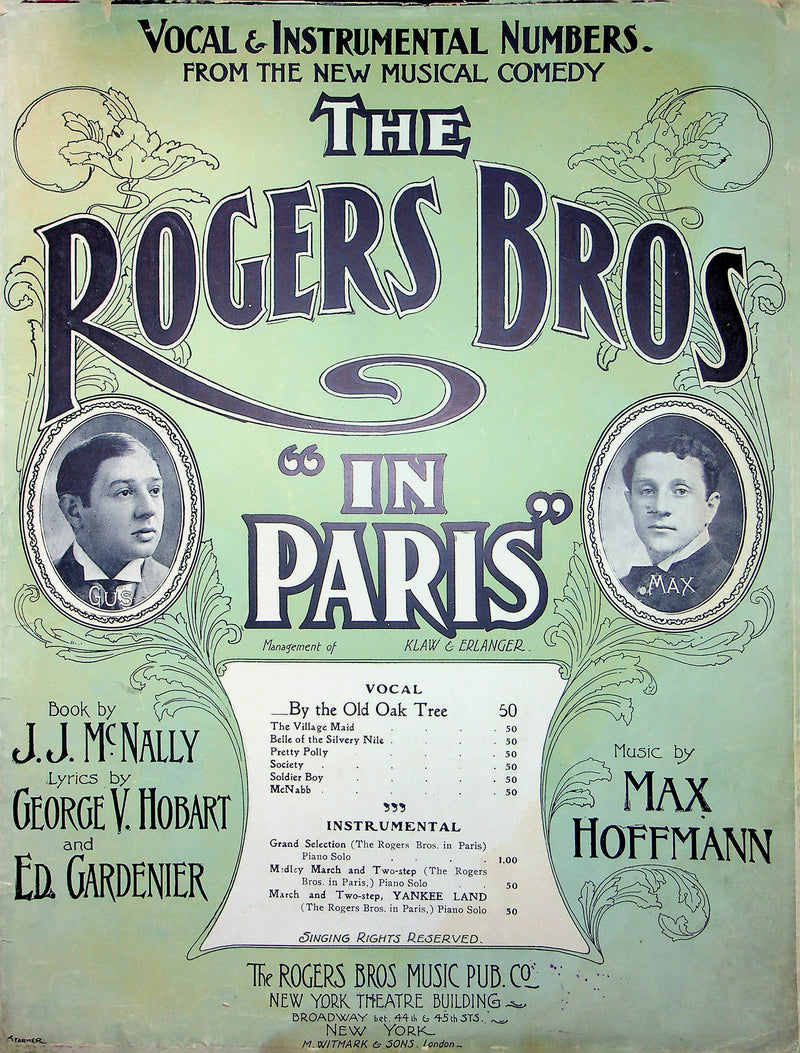 VOCAL & INSTRUMENTAL NUMBERS.
FROM THE NEW MUSICAL COMEDY
THE
ROGERS BROS
"IN
PARIS"
GUS
.MAX
Management of KLAW & ERLANGER.
Book by
J.J. McNALLY
Lyrics by
GEORGE V. HOBART
and
ED. GARDENIER
Music by
MAX
HOFFMANN
VOCAL
By the Old Oak Tree 50
The Village Maid . . . . 50
Belle of the Silvery Nile . . . . 50
Pretty Polly . . . . 50
Society . . . . . 50
Soldier Boy . . . . 50
McNabb . . . . . 50
INSTRUMENTAL
Grand Selection (The Rogers Bros. in Paris)
Piano Solo . . . . 1.00
Medley March and Two-step (The Rogers
Bros. in Paris,) Piano Solo . . 50
March and Two-step, YANKEE LAND
(The Rogers Bros. in Paris,) Piano Solo 50
SINGING RIGHTS RESERVED.
The ROGERS BROS MUSIC PUB. CO.
NEW YORK THEATRE BUILDING
BROADWAY bet. 44th & 45th STS.
NEW YORK
M. WITMARK & SONS. London
STARMER